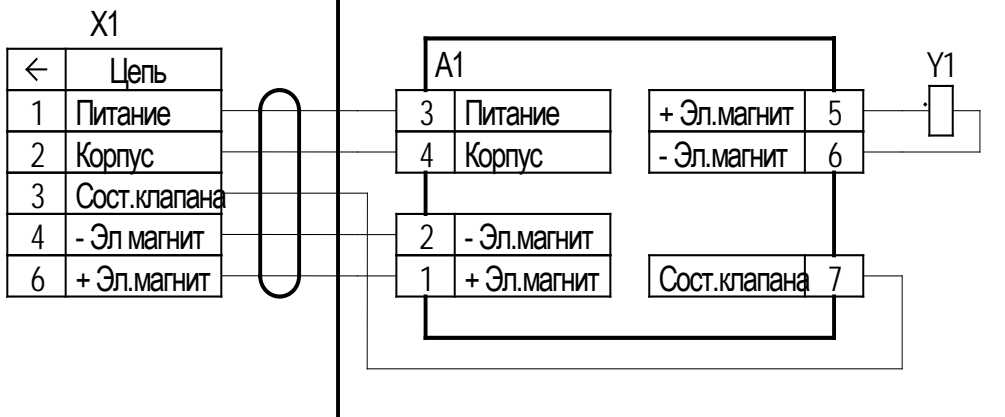 X1
← Цепь
1 Питание
2 Корпус
3 Сост.клапана
4 - Эл магнит
6 + Эл.магнит
A1
3 Питание
4 Корпус
2 - Эл.магнит
1 + Эл.магнит
+ Эл.магнит 5
- Эл.магнит 6
Сост.клапана 7
Y1